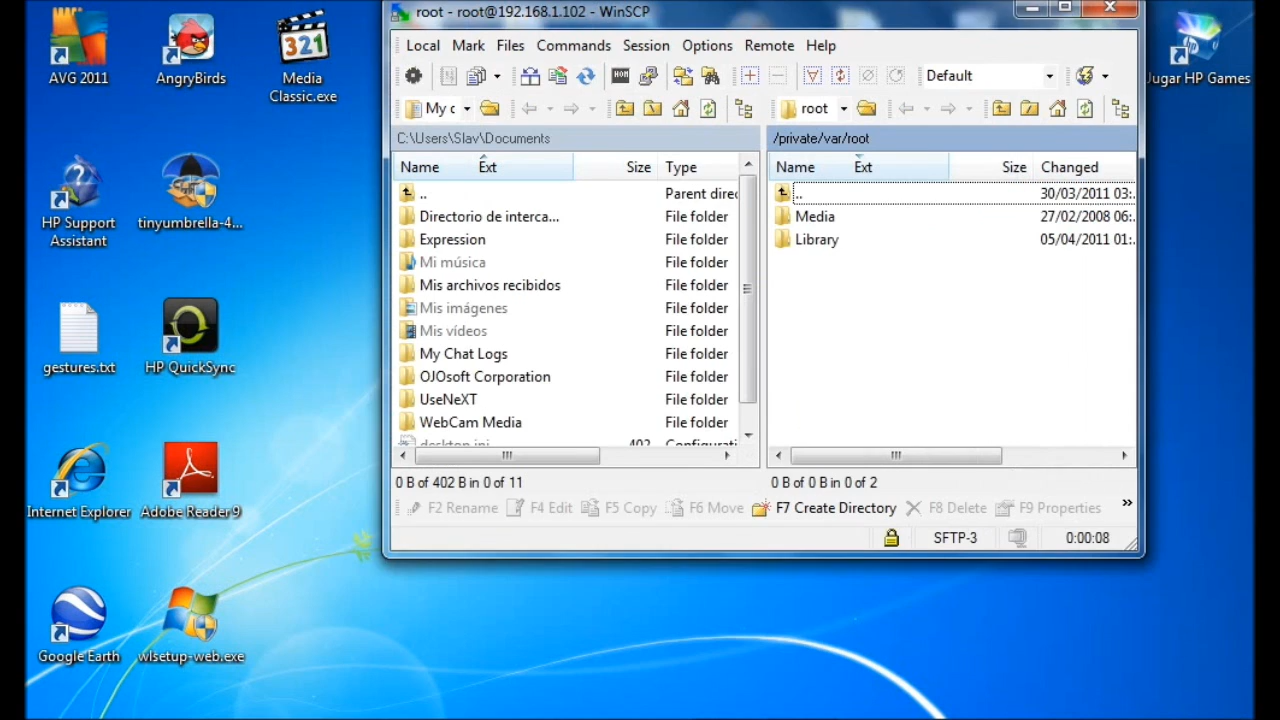 AVG 2011
AngryBirds
321
Media
Classic.exe
HP Support
Assistant
tinyumbrella-4...
gestures.txt
HP QuickSync
Internet Explorer
Adobe Reader 9
Google Earth
wlsetup-web.exe
root - root@192.168.1.102 - WinSCP
Local Mark Files Commands Session Options Remote Help
Default
My c
root
C:\Users\Slav\Documents
/private/var/root
Name Ext Size Type
Name Ext Size Changed
.. Parent direc
Directorio de interca... File folder
Expression File folder
Mi música File folder
Mis archivos recibidos File folder
Mis imágenes File folder
Mis vídeos File folder
My Chat Logs File folder
OJOsoft Corporation File folder
UseNeXT File folder
WebCam Media File folder
desktop.ini 402 Configurati
.. 30/03/2011 03:.
Media 27/02/2008 06:.
Library 05/04/2011 01:.
0 B of 402 B in 0 of 11
0 B of 0 B in 0 of 2
F2 Rename F4 Edit F5 Copy F6 Move F7 Create Directory F8 Delete F9 Properties »
SFTP-3 0:00:08
hp
Jugar HP Games